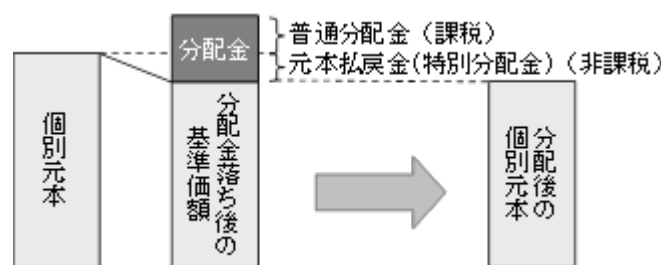 分配金
普通分配金（課税）
元本払戻金(特別分配金)（非課税）
個別元本
分配金落ち後の
基準価額
分配後の
個別元本